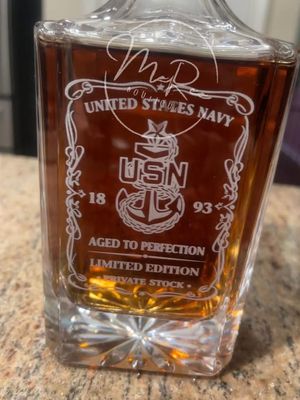 UNITED STATES NAVY
USN
18 93
AGED TO PERFECTION
LIMITED EDITION
• PRIVATE STOCK •